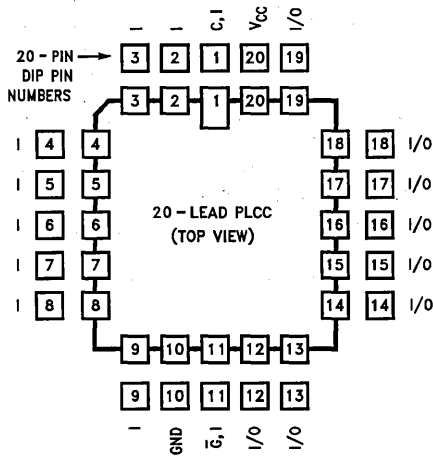 I I C, I VCC I/O
20-PIN DIP PIN NUMBERS
3 2 1 20 19
3 2 1 20 19
I 4 4 18 18 I/O
I 5 5 17 17 I/O
I 6 6 16 16 I/O
I 7 7 15 15 I/O
I 8 8 14 14 I/O
20-LEAD PLCC
(TOP VIEW)
9 10 11 12 13
9 10 11 12 13
I GND G̅, I I/O I/O